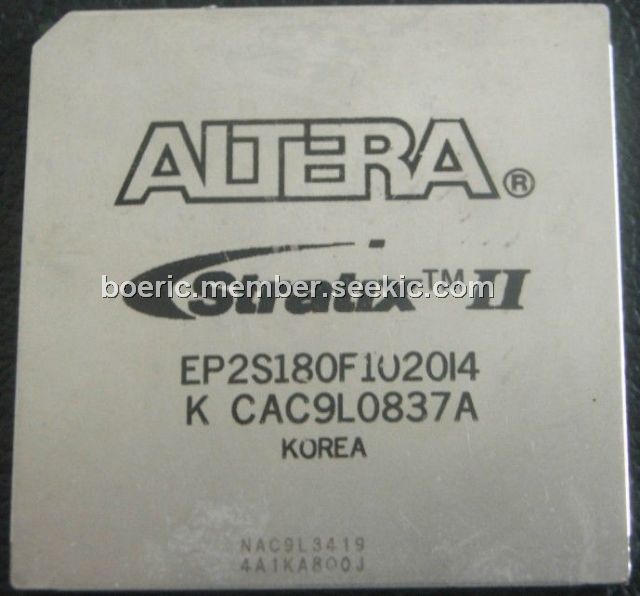 ALTERA®
Stratix™ II
boeric.member.seekic.com
EP2S180F1020I4
K CAC9L0837A
KOREA
NAC9L3419
4A1KA800J